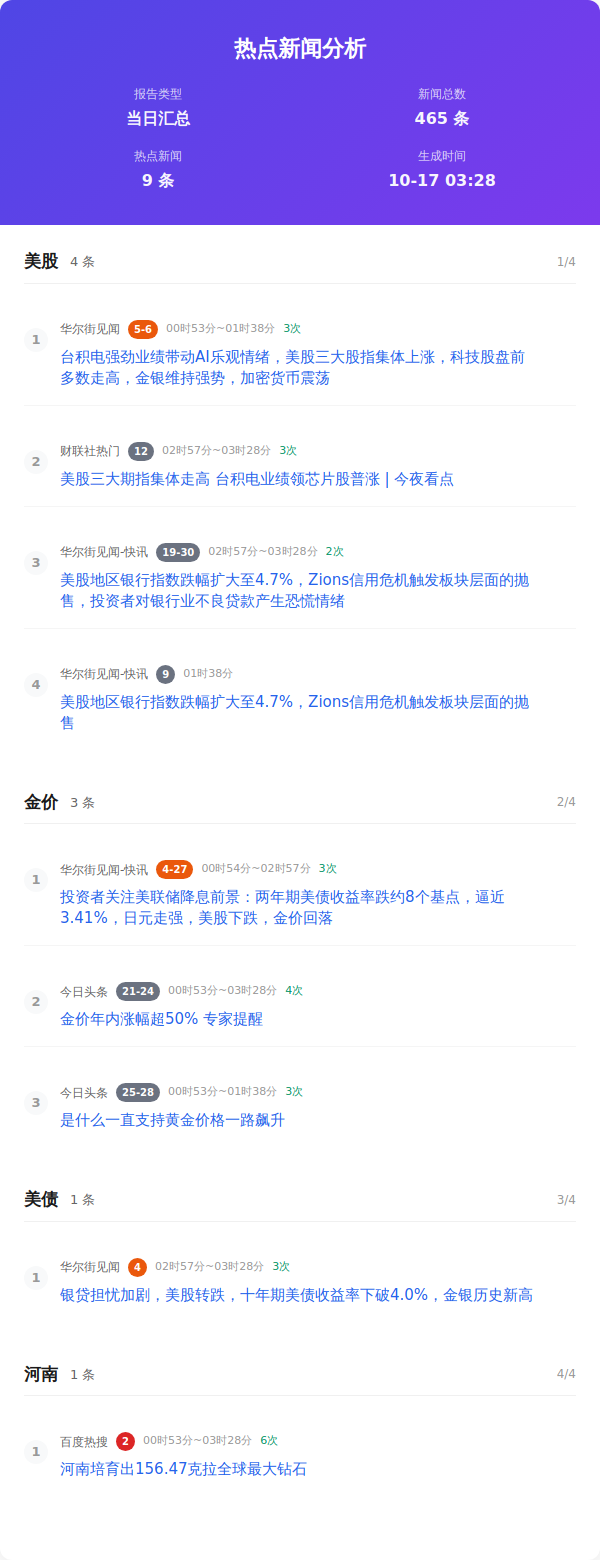 热点新闻分析
报告类型
当日汇总
新闻总数
465 条
热点新闻
9 条
生成时间
10-17 03:28
美股 4 条 1/4
1
华尔街见闻 5-6 00时53分~01时38分 3次
台积电强劲业绩带动AI乐观情绪，美股三大股指集体上涨，科技股盘前
多数走高，金银维持强势，加密货币震荡
2
财联社热门 12 02时57分~03时28分 3次
美股三大期指集体走高 台积电业绩领芯片股普涨 | 今夜看点
3
华尔街见闻-快讯 19-30 02时57分~03时28分 2次
美股地区银行指数跌幅扩大至4.7%，Zions信用危机触发板块层面的抛
售，投资者对银行业不良贷款产生恐慌情绪
4
华尔街见闻-快讯 9 01时38分
美股地区银行指数跌幅扩大至4.7%，Zions信用危机触发板块层面的抛
售
金价 3 条 2/4
1
华尔街见闻-快讯 4-27 00时54分~02时57分 3次
投资者关注美联储降息前景：两年期美债收益率跌约8个基点，逼近
3.41%，日元走强，美股下跌，金价回落
2
今日头条 21-24 00时53分~03时28分 4次
金价年内涨幅超50% 专家提醒
3
今日头条 25-28 00时53分~01时38分 3次
是什么一直支持黄金价格一路飙升
美债 1 条 3/4
1
华尔街见闻 4 02时57分~03时28分 3次
银贷担忧加剧，美股转跌，十年期美债收益率下破4.0%，金银历史新高
河南 1 条 4/4
1
百度热搜 2 00时53分~03时28分 6次
河南培育出156.47克拉全球最大钻石